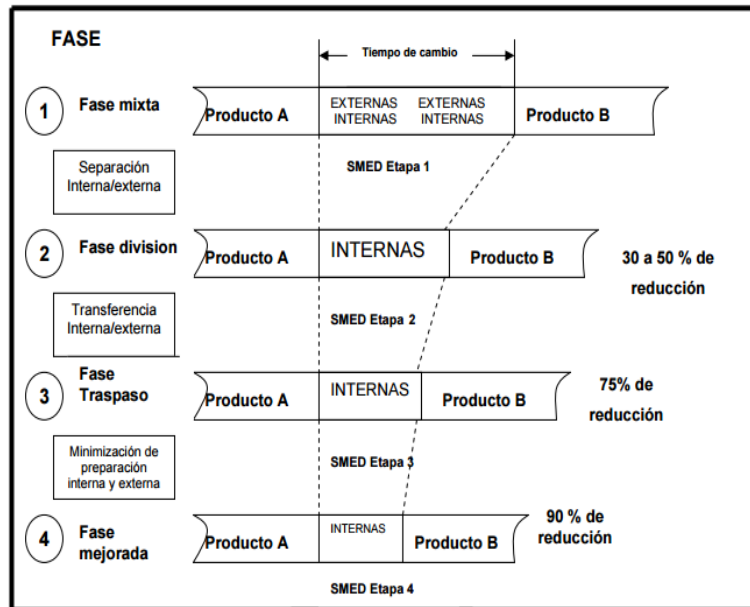 FASE
Tiempo de cambio
1
Fase mixta
Producto A
EXTERNAS EXTERNAS
INTERNAS INTERNAS
Producto B
Separación
Interna/externa
SMED Etapa 1
2
Fase division
Producto A
INTERNAS
Producto B
30 a 50 % de
reducción
Transferencia
Interna/externa
SMED Etapa 2
3
Fase
Traspaso
Producto A
INTERNAS
Producto B
75% de
reducción
Minimización de
preparación
interna y externa
SMED Etapa 3
4
Fase
mejorada
Producto A
INTERNAS
Producto B
90 % de
reducción
SMED Etapa 4